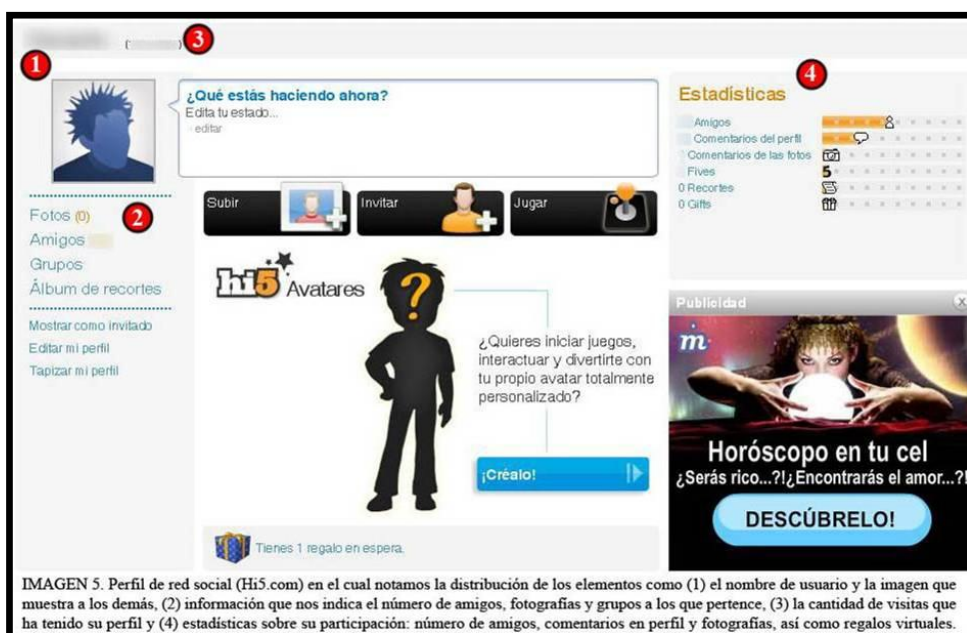 3
1
4
¿Qué estás haciendo ahora?
Edita tu estado...
editar
Estadísticas
Amigos
Comentarios del perfil
Comentarios de las fotos
Fives
5
0 Recortes
0 Gifts
Fotos (0)
2
Amigos
Grupos
Álbum de recortes
Mostrar como invitado
Editar mi perfil
Tapizar mi perfil
Subir
Invitar
Jugar
hi5 Avatares
?
¿Quieres iniciar juegos,
interactuar y divertirte con
tu propio avatar totalmente
personalizado?
¡Créalo!
Tienes 1 regalo en espera.
Publicidad
X
m
Horóscopo en tu cel
¿Serás rico...?!¿Encontrarás el amor...?!
DESCÚBRELO!
IMAGEN 5. Perfil de red social (Hi5.com) en el cual notamos la distribución de los elementos como (1) el nombre de usuario y la imagen que
muestra a los demás, (2) información que nos indica el número de amigos, fotografías y grupos a los que pertence, (3) la cantidad de visitas que
ha tenido su perfil y (4) estadísticas sobre su participación: número de amigos, comentarios en perfil y fotografías, así como regalos virtuales.